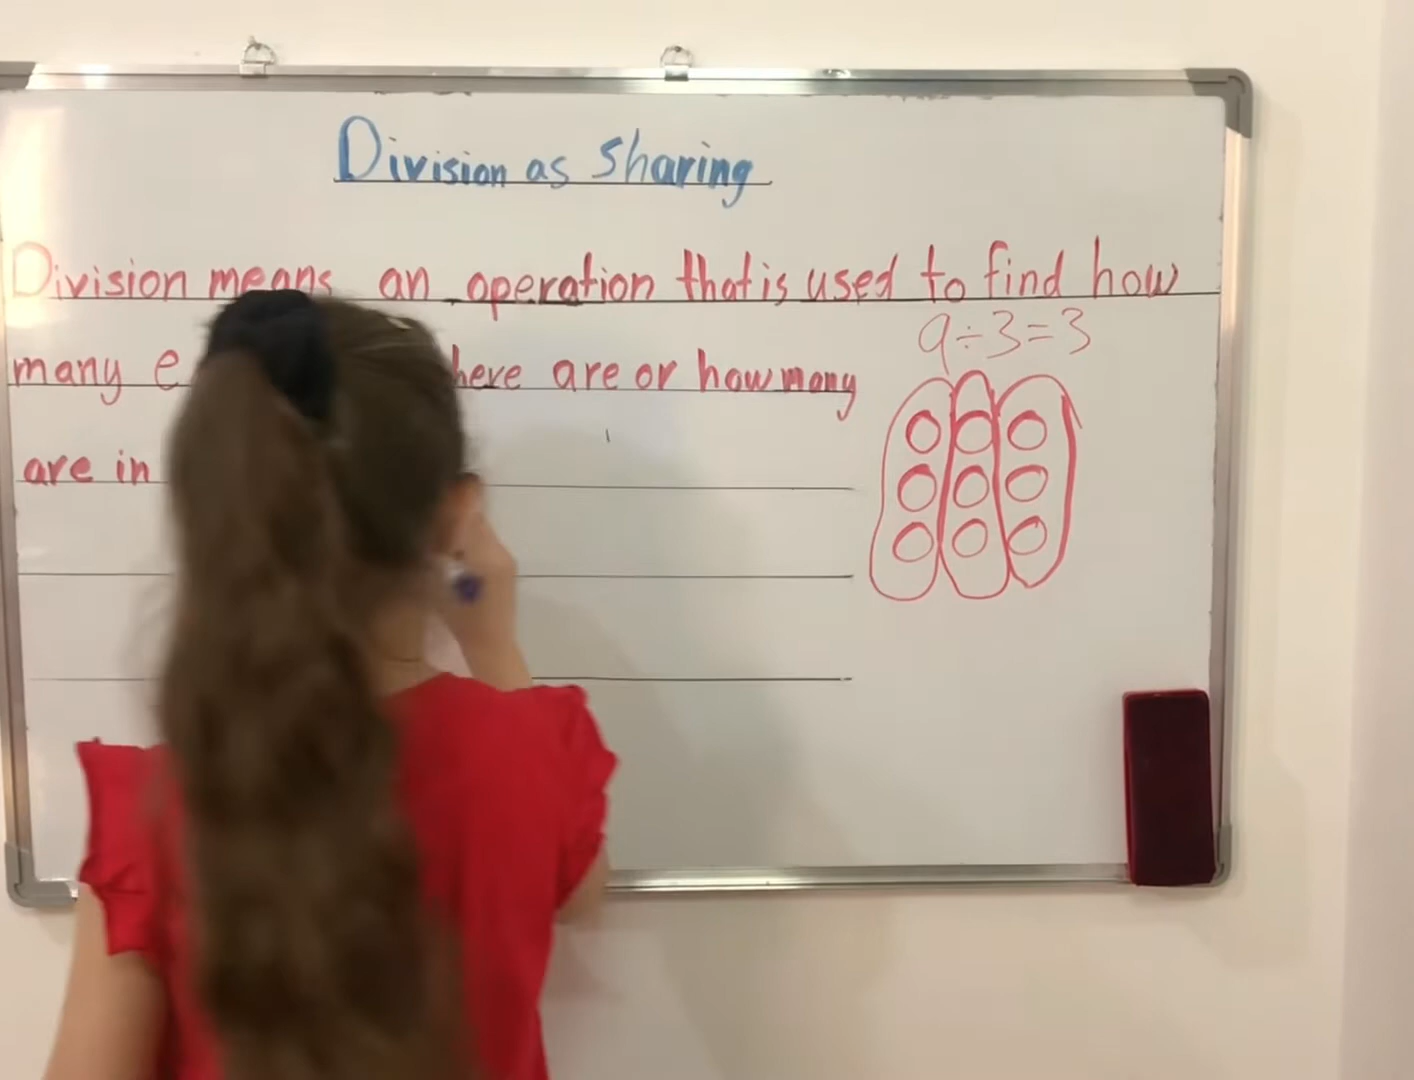 Division as Sharing
Division means an operation that is used to find how
9÷3=3
many are or how many
are in